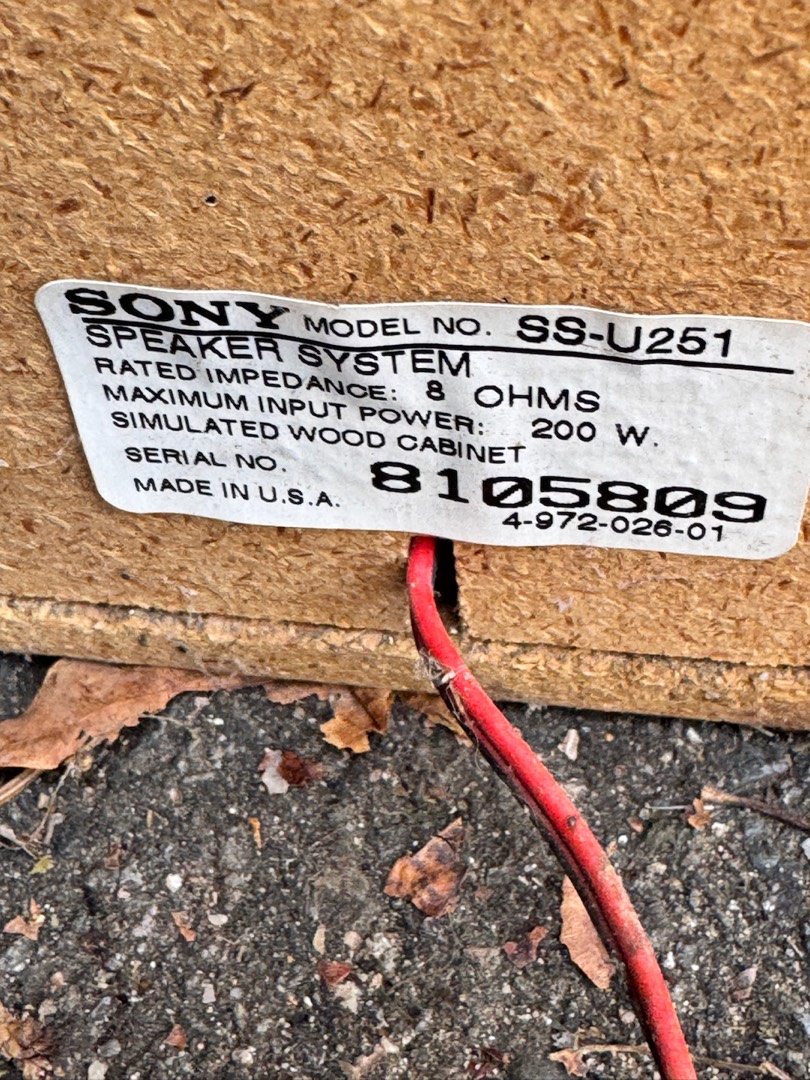 SONY MODEL NO. SS-U251
SPEAKER SYSTEM
RATED IMPEDANCE: 8 OHMS
MAXIMUM INPUT POWER: 200 W.
SIMULATED WOOD CABINET
SERIAL NO. 8105809
MADE IN U.S.A. 4-972-026-01